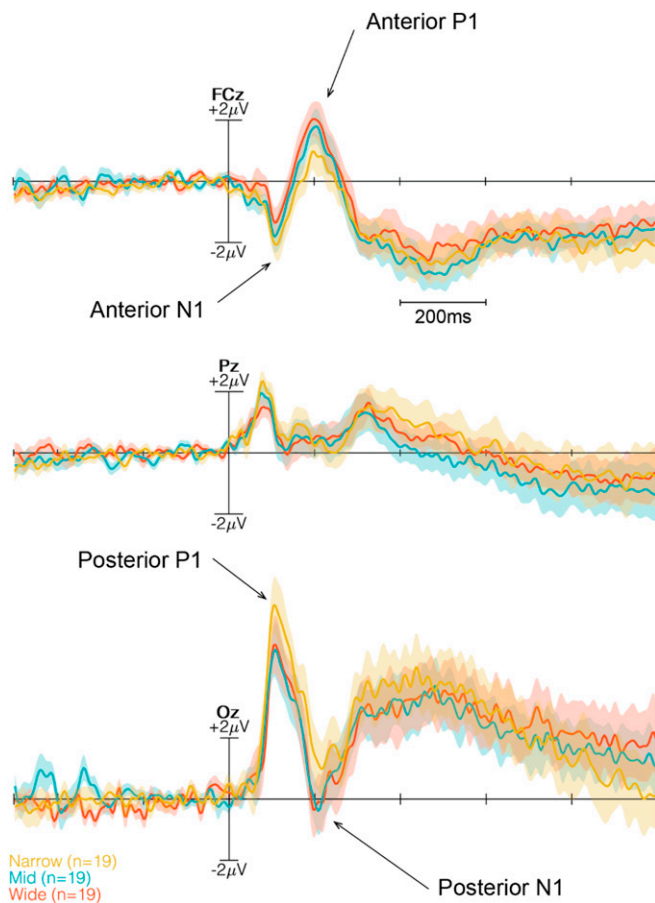 Anterior P1
FCz
+2µV
-2µV
Anterior N1
200ms
Pz
+2µV
-2µV
Posterior P1
Oz
+2µV
-2µV
Narrow (n=19)
Mid (n=19)
Wide (n=19)
Posterior N1